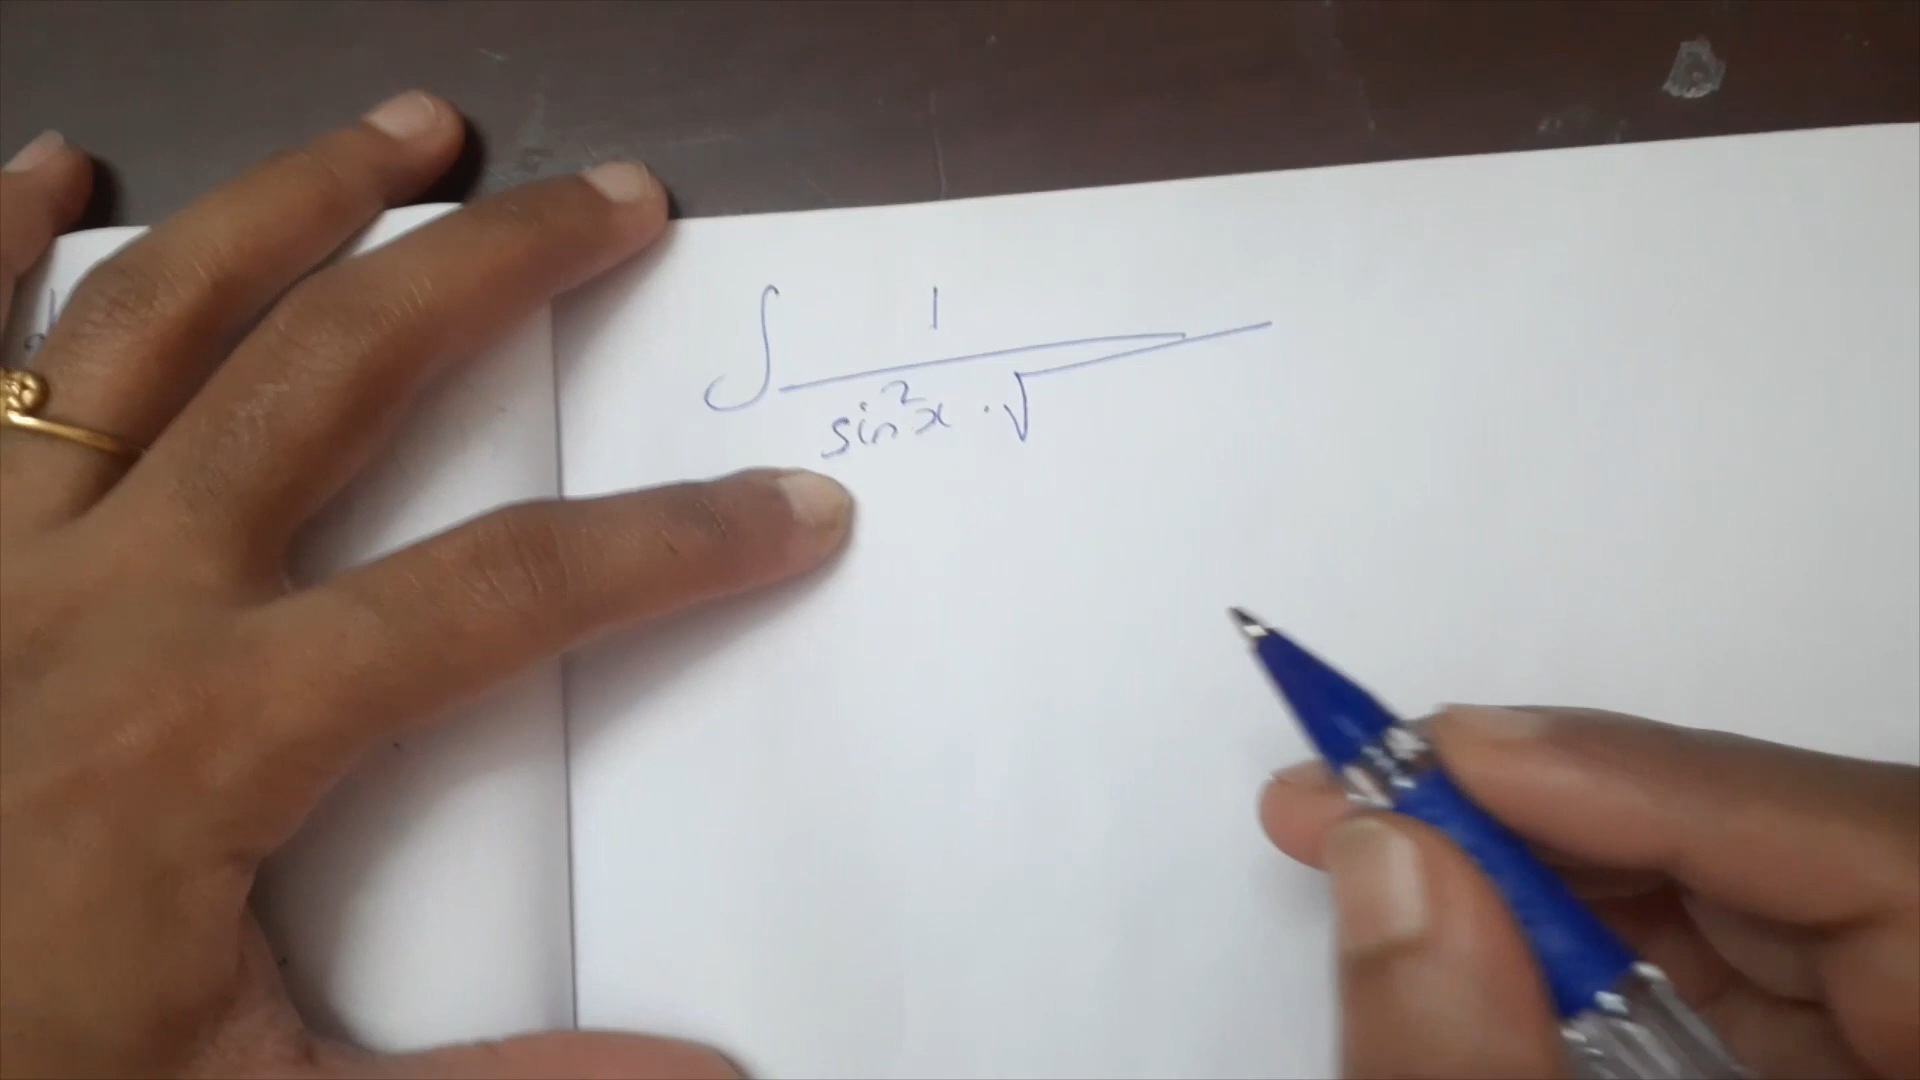 ∫ 1 / sin²x · √